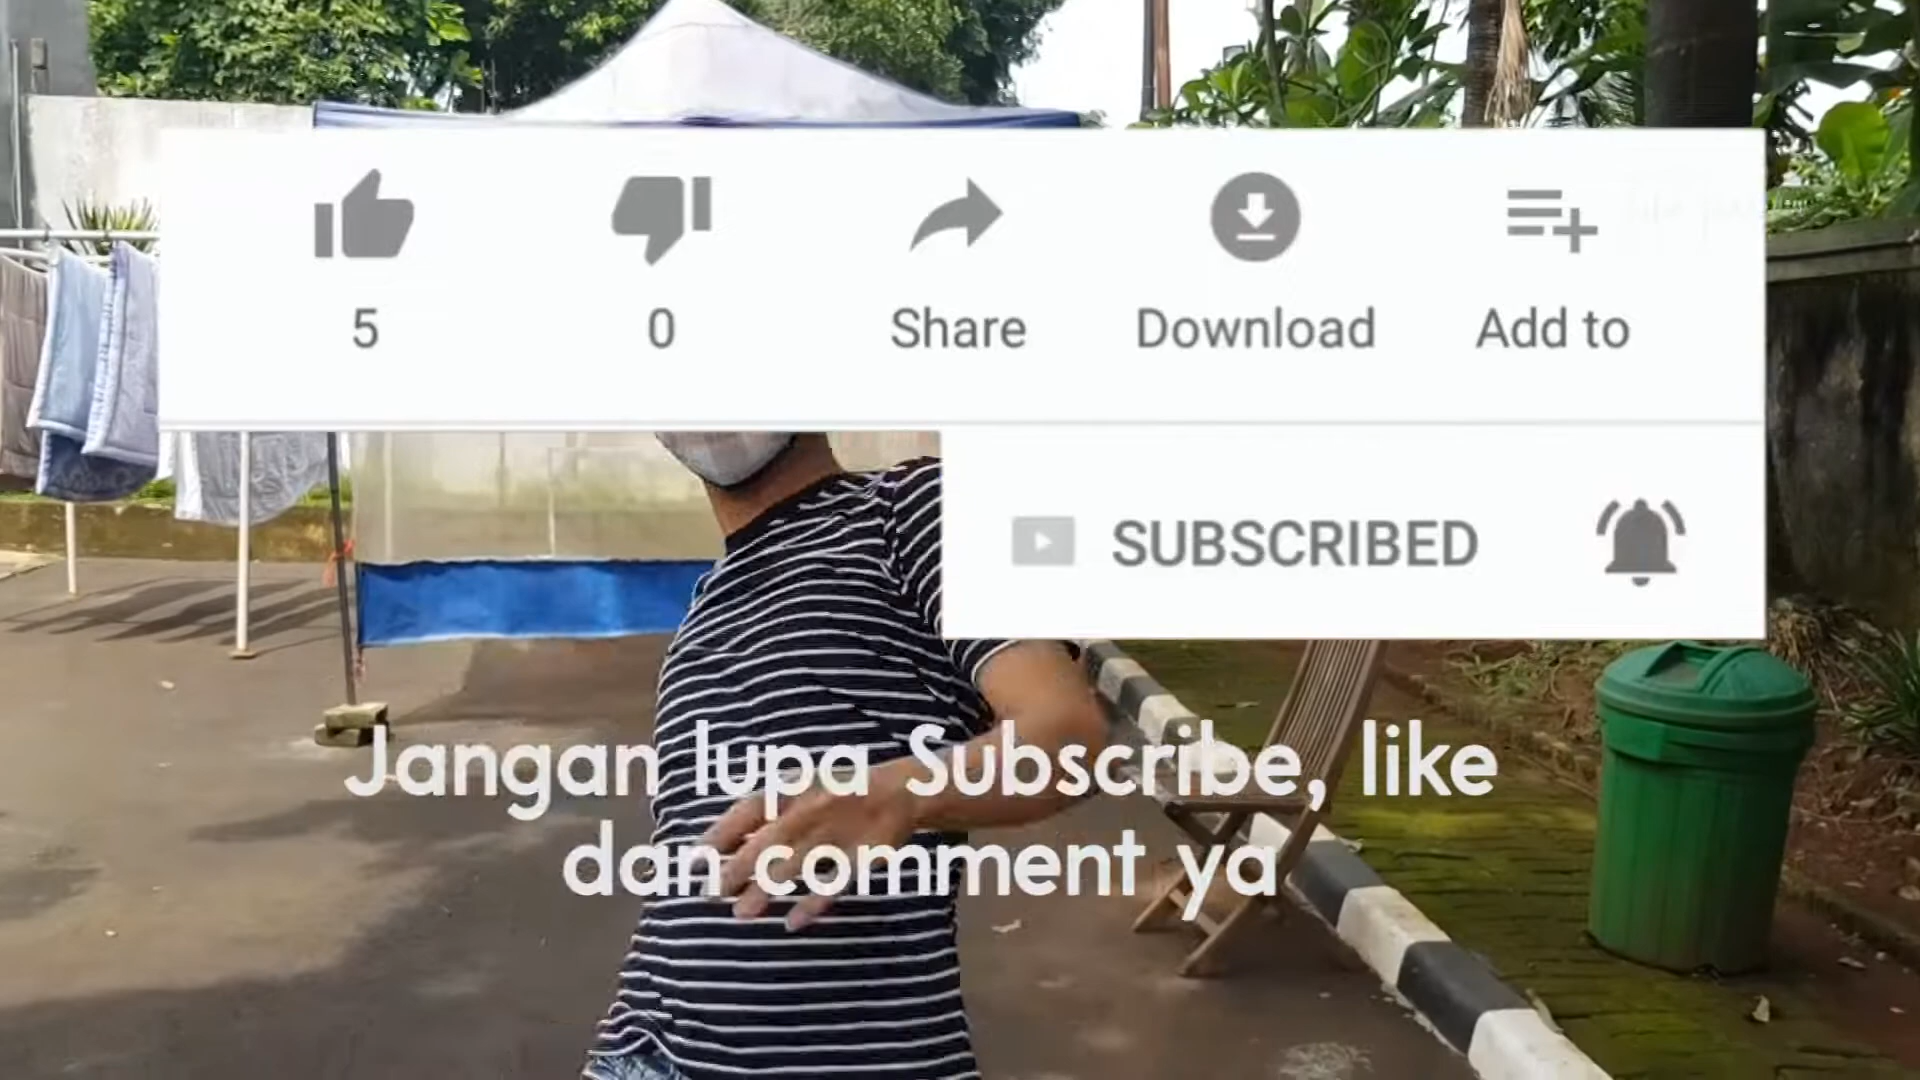 5 0 Share Download Add to
SUBSCRIBED
Jangan lupa Subscribe, like
dan comment ya